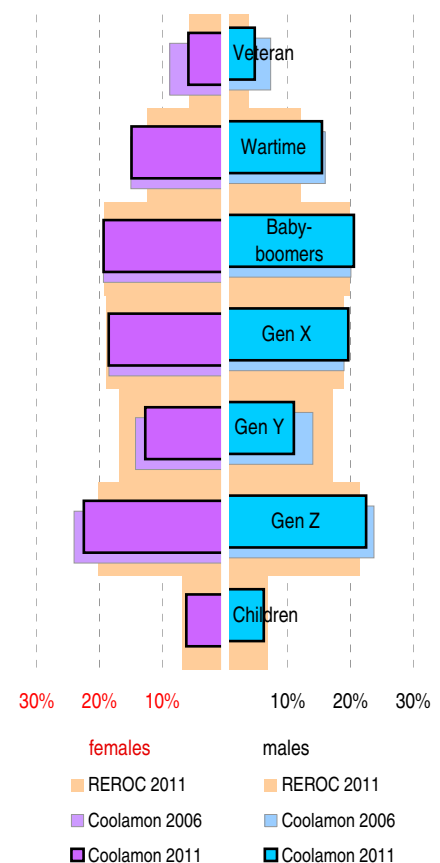 Veteran
Wartime
Baby-
boomers
Gen X
Gen Y
Gen Z
Children
30% 20% 10% 10% 20% 30%
females males
REROC 2011 REROC 2011
Coolamon 2006 Coolamon 2006
Coolamon 2011 Coolamon 2011